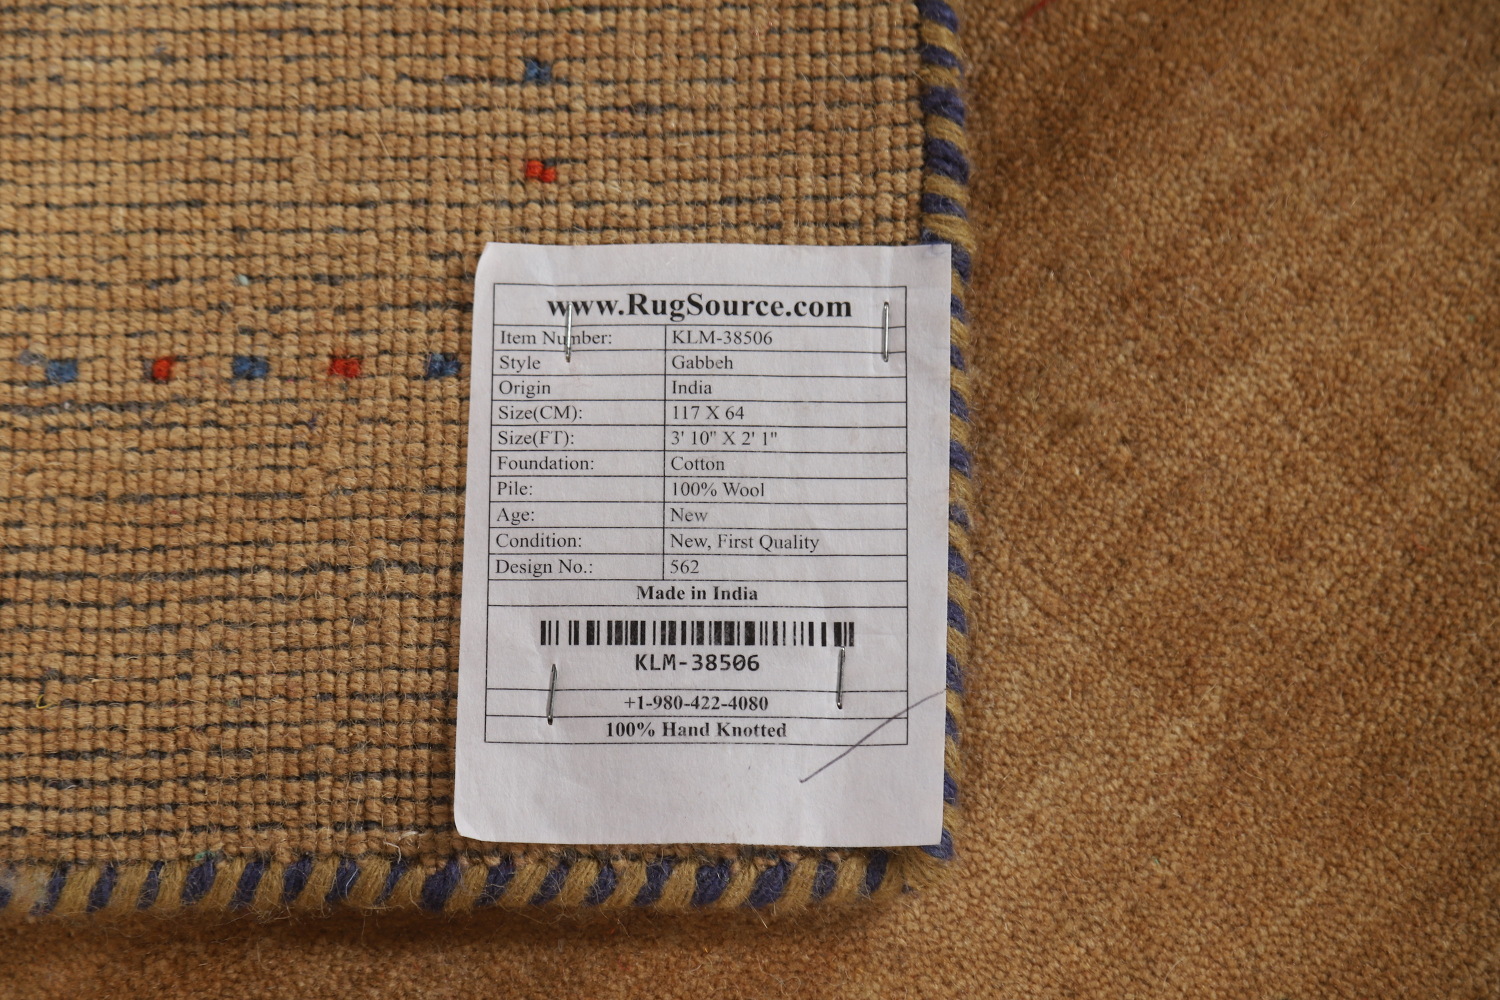 www.RugSource.com
Item Number: KLM-38506
Style Gabbeh
Origin India
Size(CM): 117 X 64
Size(FT): 3' 10" X 2' 1"
Foundation: Cotton
Pile: 100% Wool
Age: New
Condition: New, First Quality
Design No.: 562
Made in India
KLM-38506
+1-980-422-4080
100% Hand Knotted